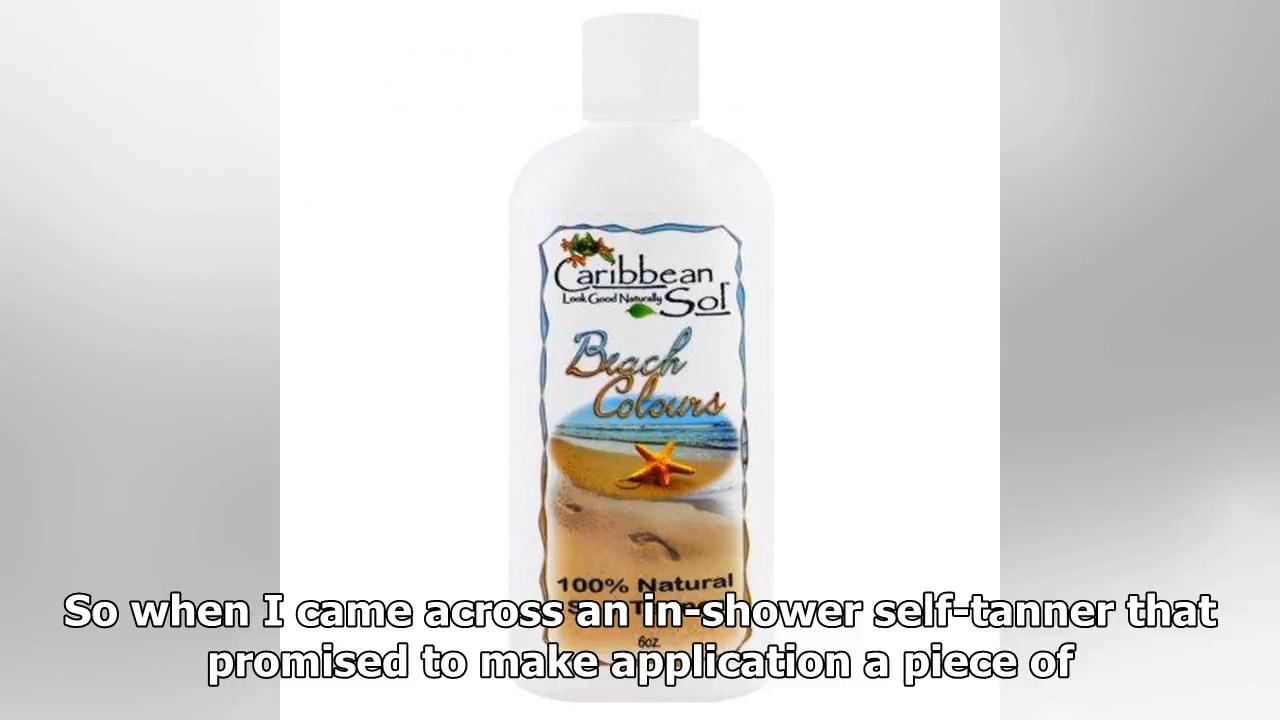 Caribbean
Look Good Naturally
Sol
Beach
Colours
100% Natural
6oz.
So when I came across an in-shower self-tanner that
promised to make application a piece of